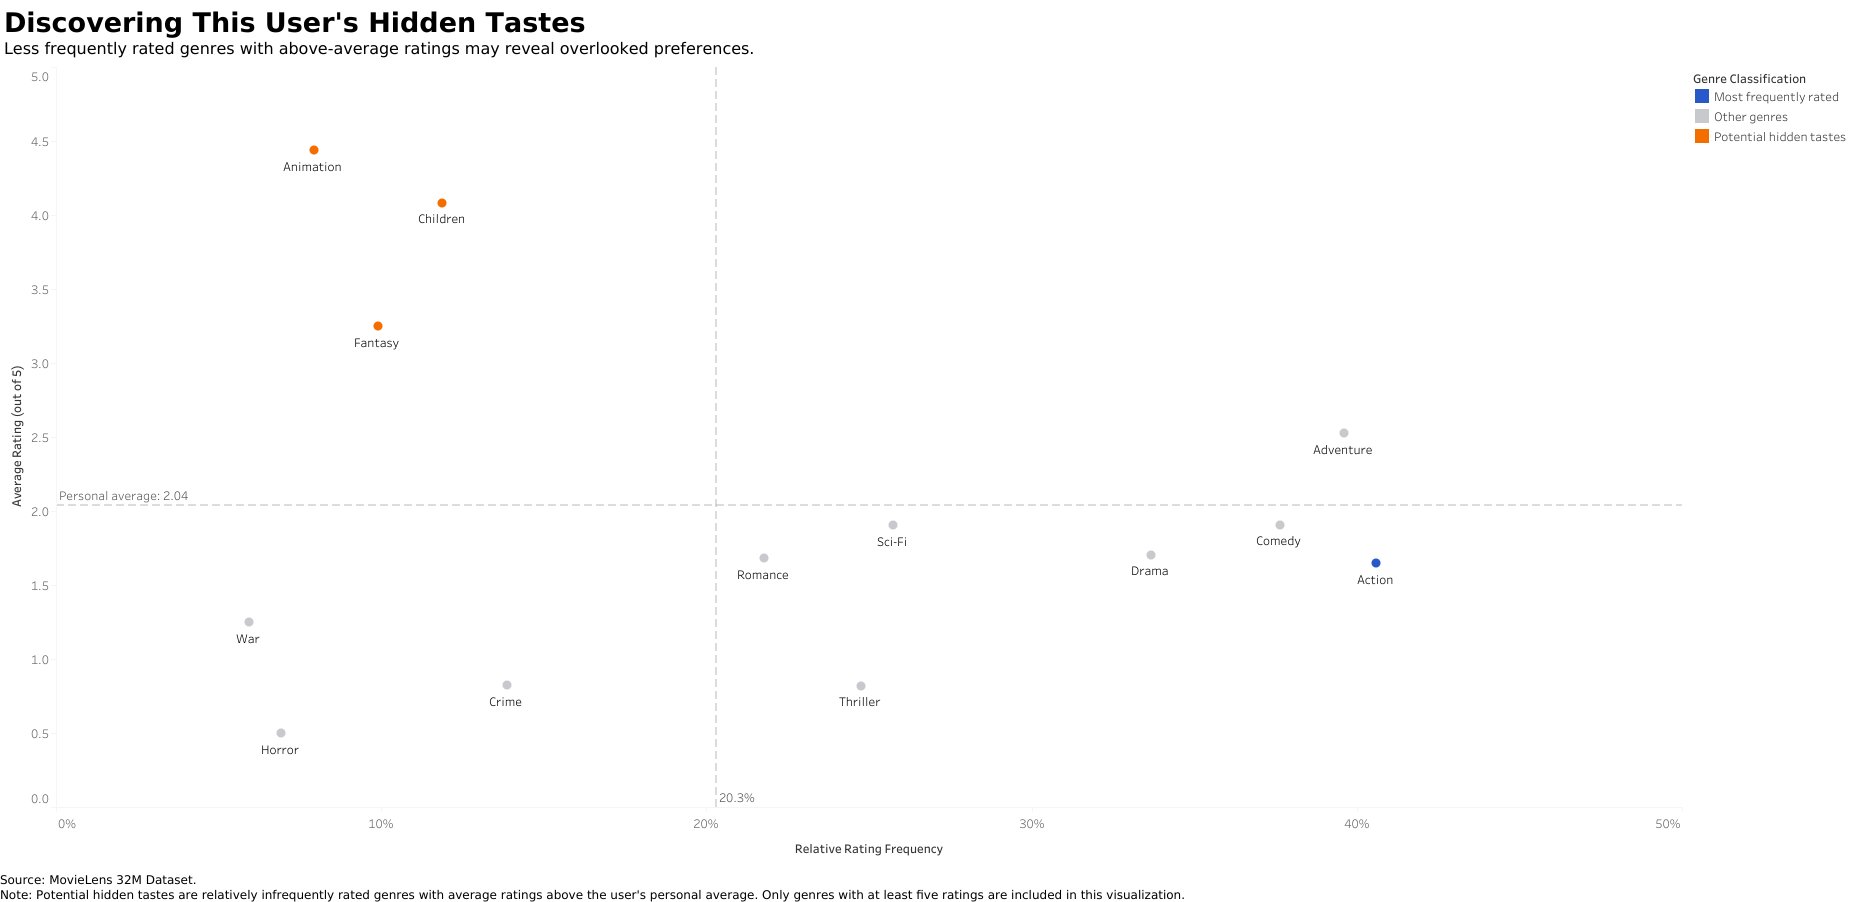 Discovering This User's Hidden Tastes
Less frequently rated genres with above-average ratings may reveal overlooked preferences.
Genre Classification
Most frequently rated
Other genres
Potential hidden tastes
Average Rating (out of 5)
5.0
4.5
4.0
3.5
3.0
2.5
2.0
1.5
1.0
0.5
0.0
Animation
Children
Fantasy
Adventure
Personal average: 2.04
Sci-Fi
Comedy
Romance
Drama
Action
War
Crime
Thriller
Horror
20.3%
0%
10%
20%
30%
40%
50%
Relative Rating Frequency
Source: MovieLens 32M Dataset.
Note: Potential hidden tastes are relatively infrequently rated genres with average ratings above the user's personal average. Only genres with at least five ratings are included in this visualization.